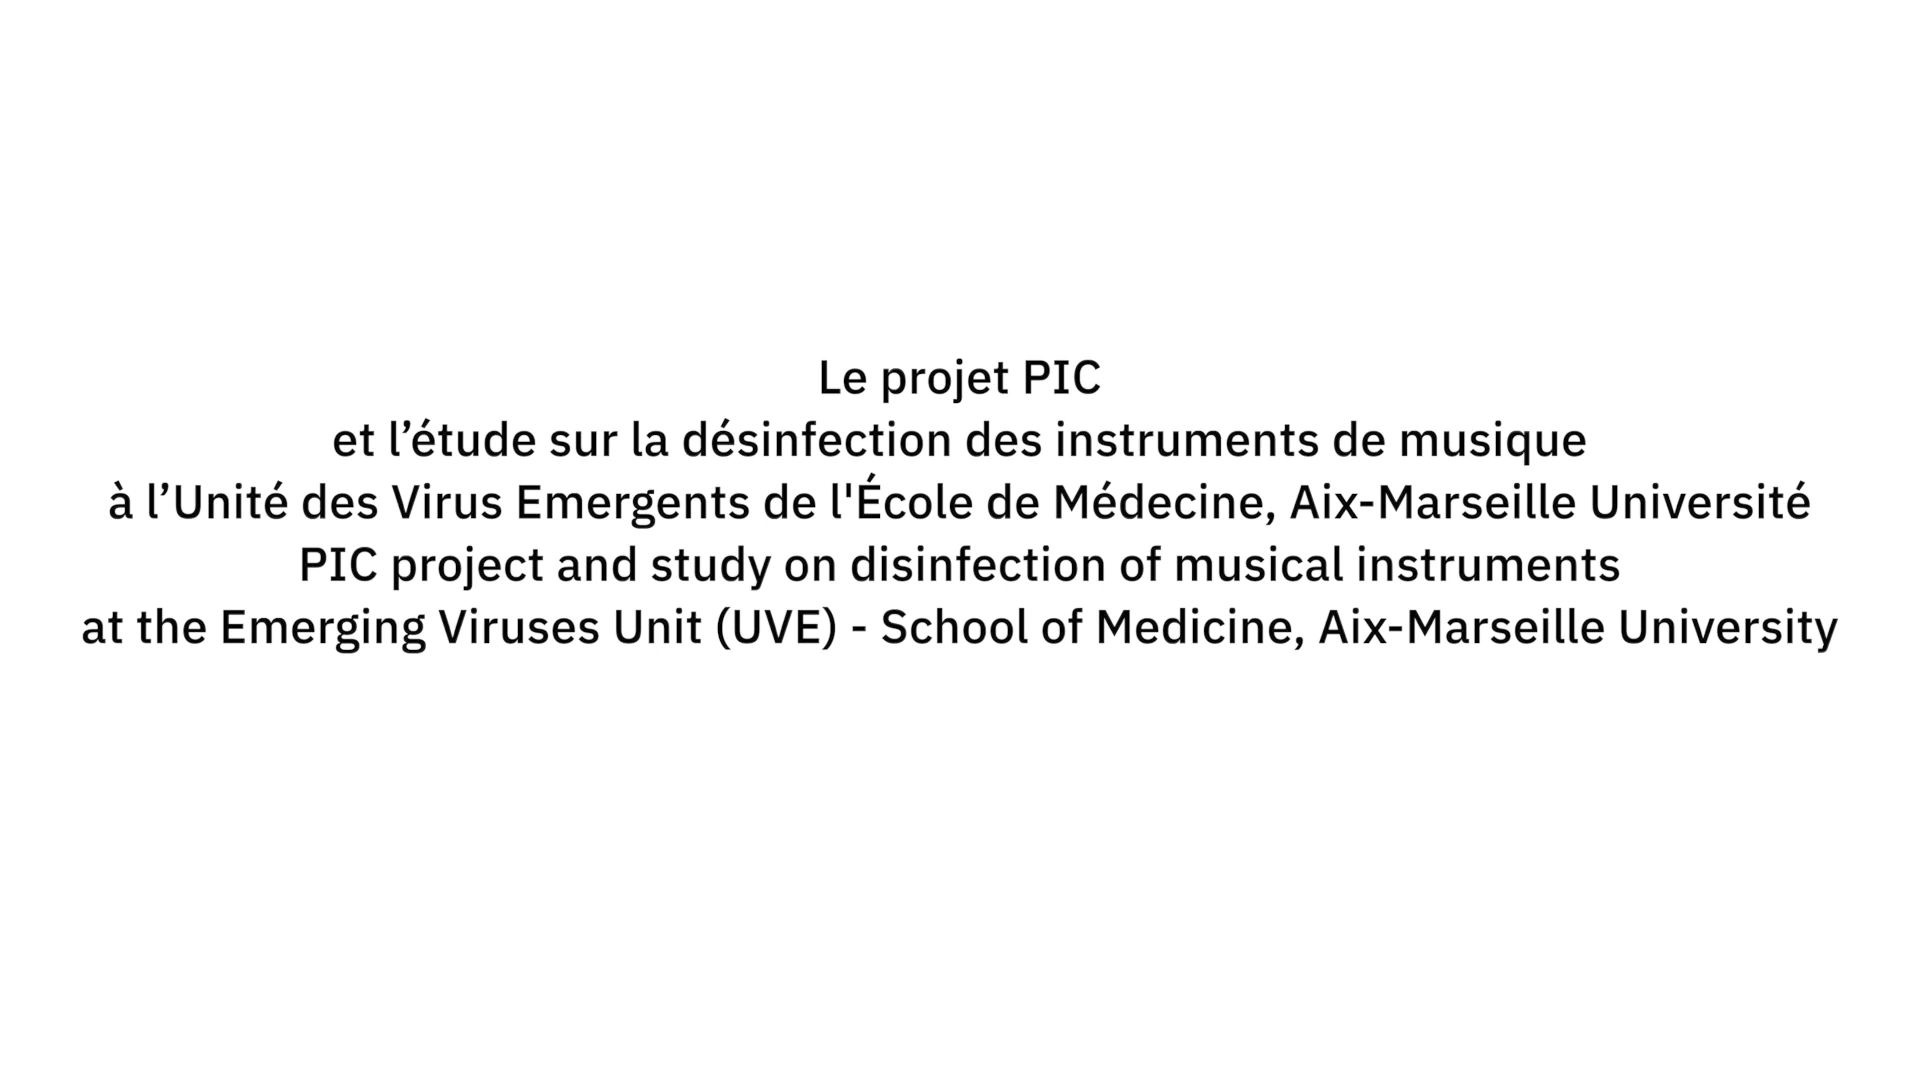 Le projet PIC
et l’étude sur la désinfection des instruments de musique
à l’Unité des Virus Emergents de l'École de Médecine, Aix-Marseille Université
PIC project and study on disinfection of musical instruments
at the Emerging Viruses Unit (UVE) - School of Medicine, Aix-Marseille University